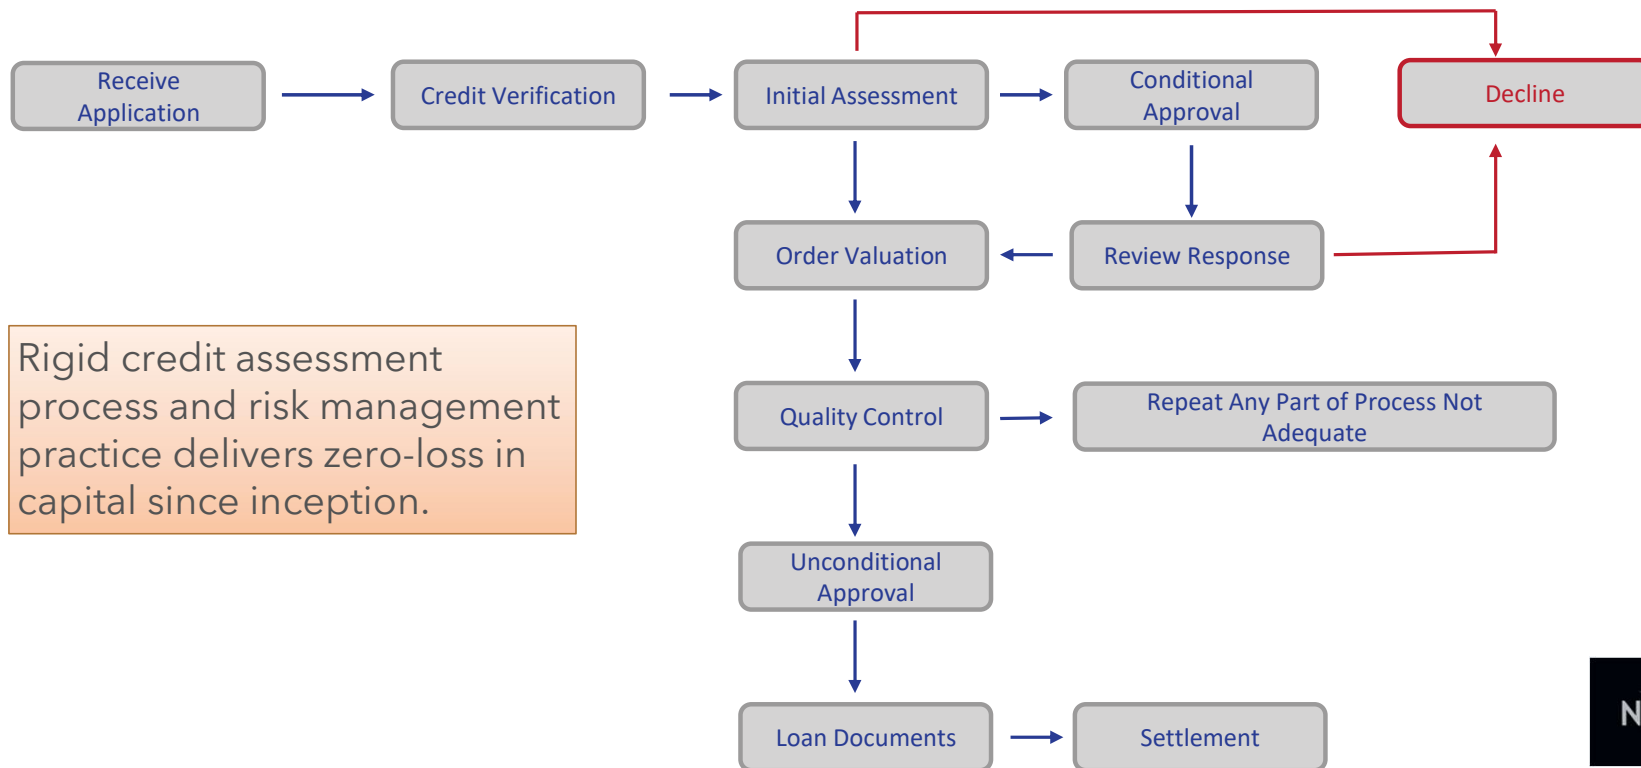 Receive
Application
Credit Verification
Initial Assessment
Conditional
Approval
Decline
Order Valuation
Review Response
Rigid credit assessment
process and risk management
practice delivers zero-loss in
capital since inception.
Quality Control
Repeat Any Part of Process Not
Adequate
Unconditional
Approval
Loan Documents
Settlement
N